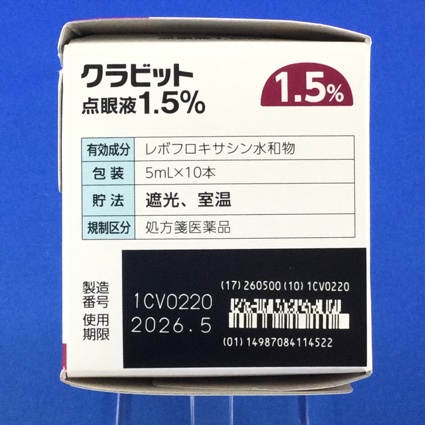 クラビット
点眼液1.5%
1.5%
有効成分 レボフロキサシン水和物
包装 5mL×10本
貯法 遮光、室温
規制区分 処方箋医薬品
製造番号 1CV0220
使用期限 2026.5
(17) 260500 (10) 1CV0220
(01) 14987084114522